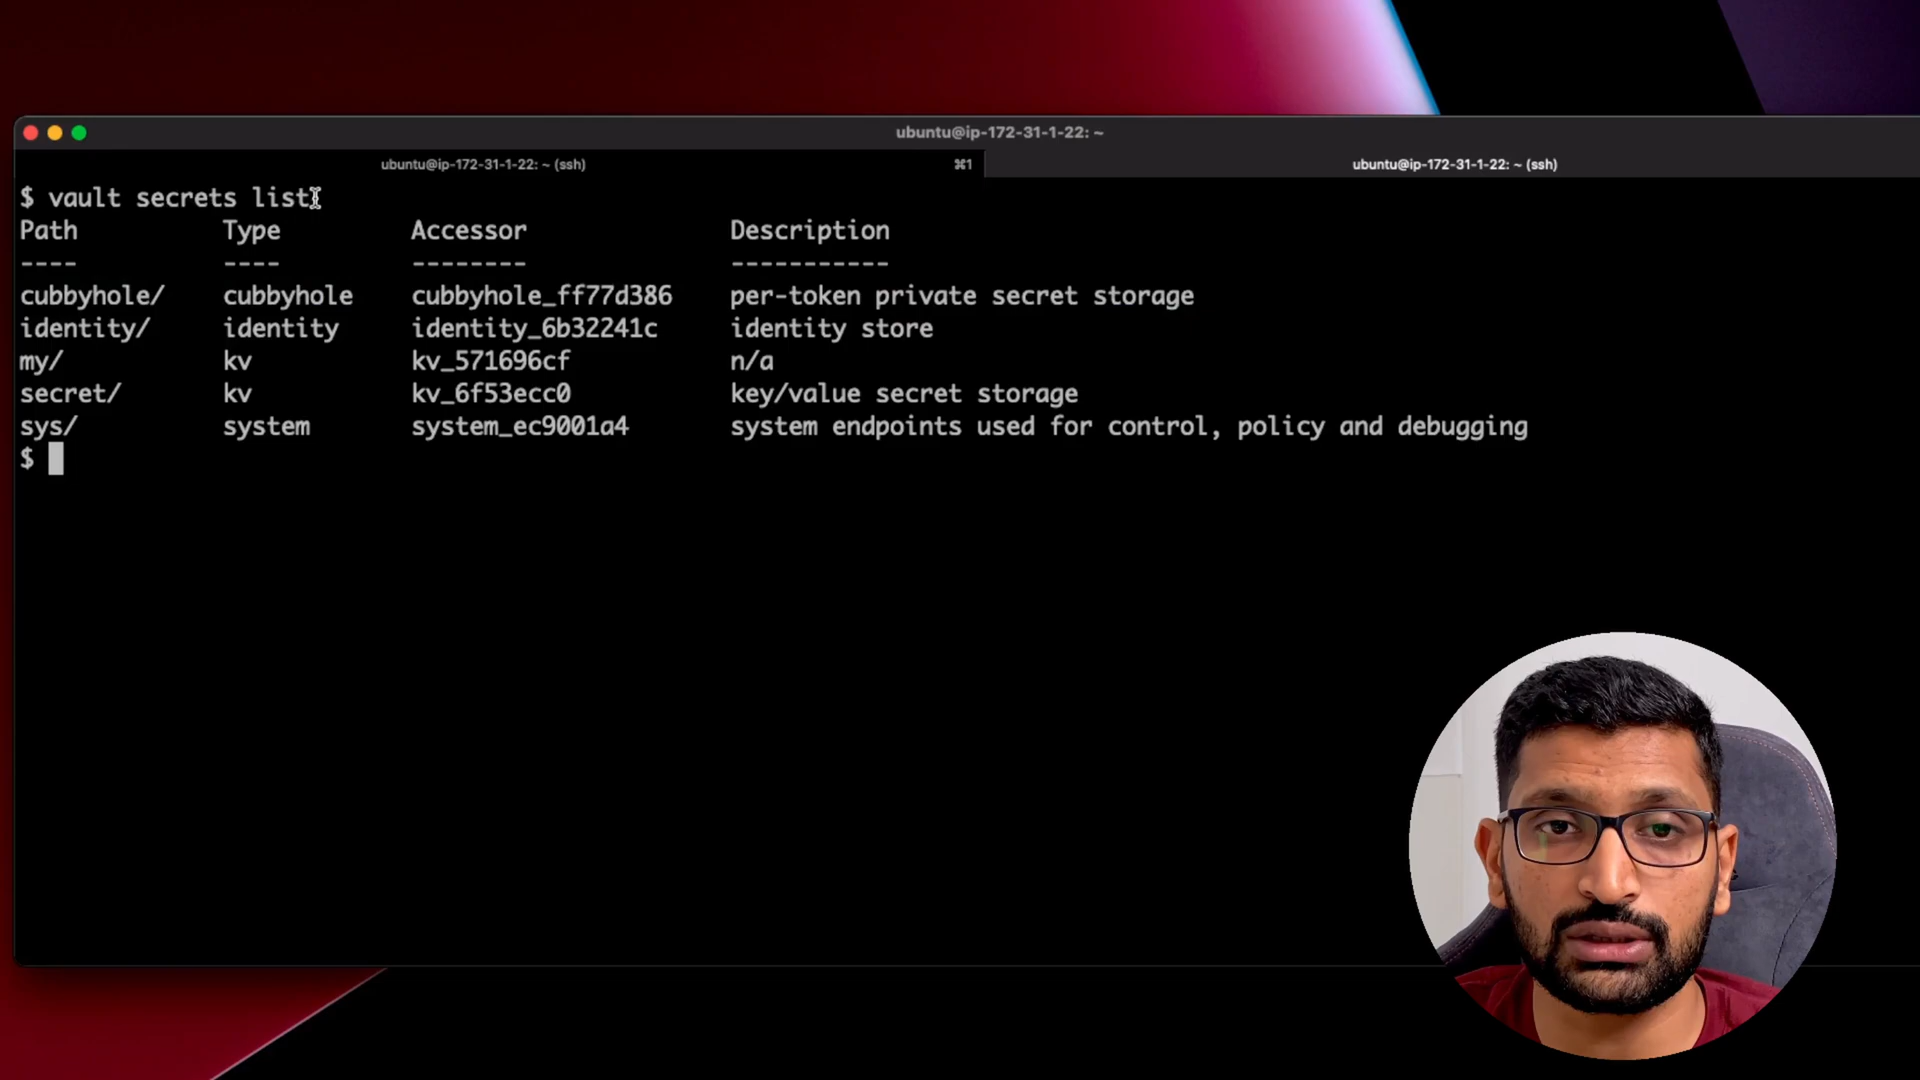 ubuntu@ip-172-31-1-22: ~
ubuntu@ip-172-31-1-22: ~ (ssh) ⌘1 ubuntu@ip-172-31-1-22: ~ (ssh)
$ vault secrets list
Path Type Accessor Description
---- ---- -------- -----------
cubbyhole/ cubbyhole cubbyhole_ff77d386 per-token private secret storage
identity/ identity identity_6b32241c identity store
my/ kv kv_571696cf n/a
secret/ kv kv_6f53ecc0 key/value secret storage
sys/ system system_ec9001a4 system endpoints used for control, policy and debugging
$